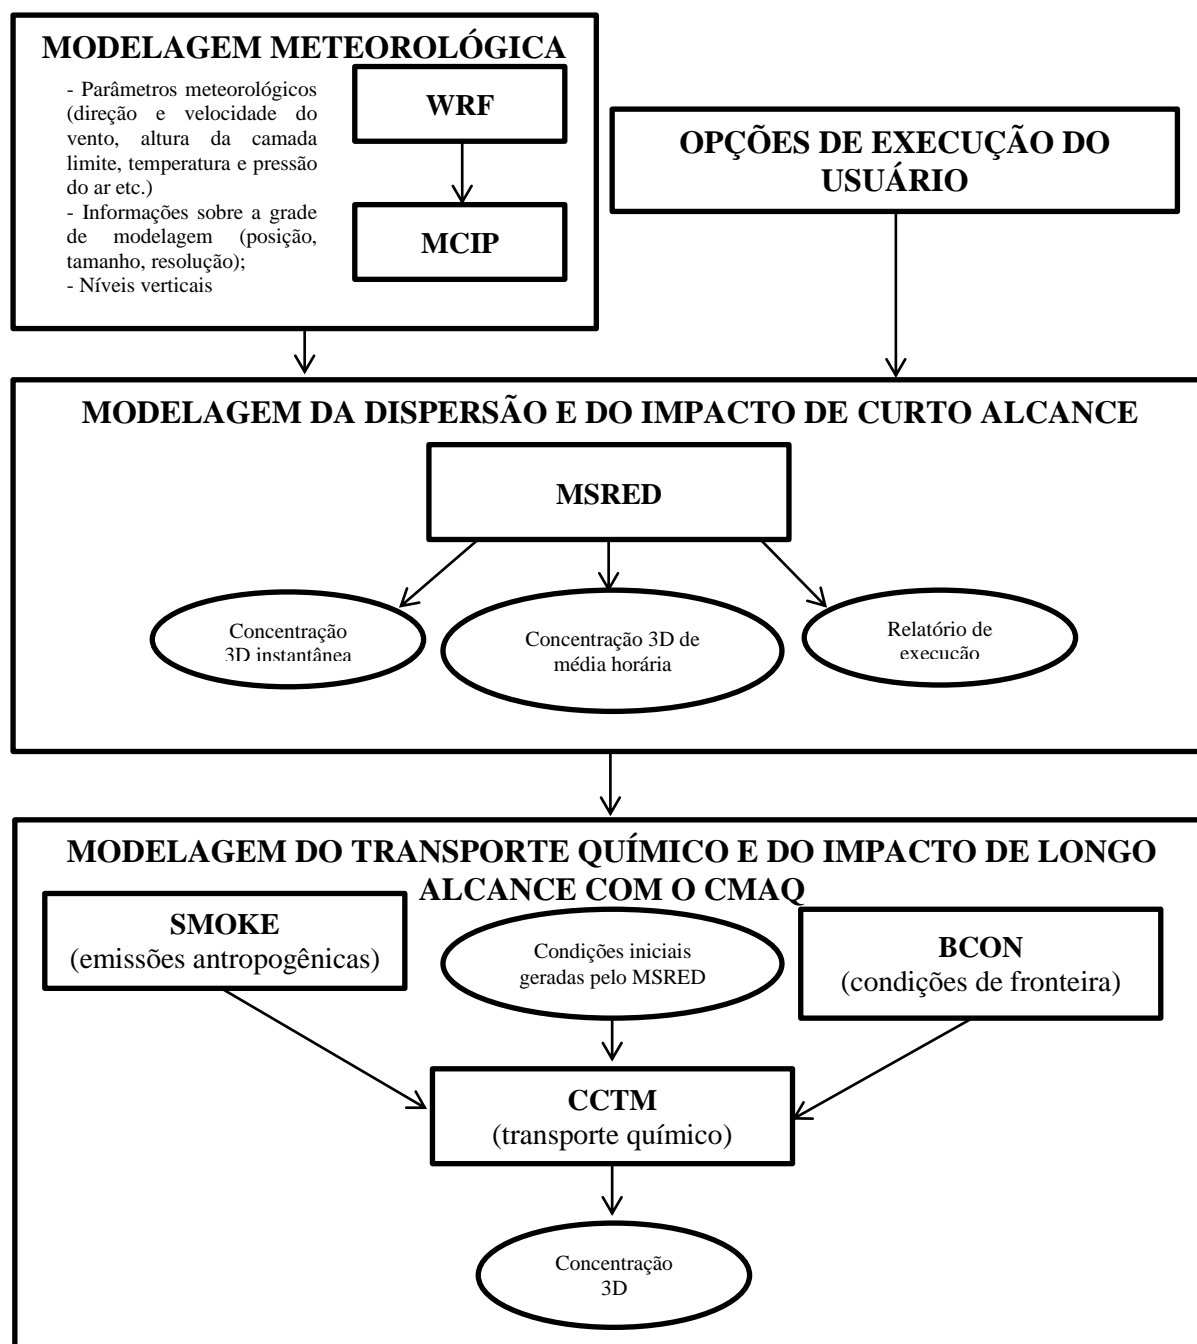 MODELAGEM METEOROLÓGICA
- Parâmetros meteorológicos
(direção e velocidade do
vento, altura da camada
limite, temperatura e pressão
do ar etc.)
- Informações sobre a grade
de modelagem (posição,
tamanho, resolução);
- Níveis verticais
WRF
MCIP
OPÇÕES DE EXECUÇÃO DO
USUÁRIO
MODELAGEM DA DISPERSÃO E DO IMPACTO DE CURTO ALCANCE
MSRED
Concentração
3D instantânea
Concentração 3D de
média horária
Relatório de
execução
MODELAGEM DO TRANSPORTE QUÍMICO E DO IMPACTO DE LONGO
ALCANCE COM O CMAQ
SMOKE
(emissões antropogênicas)
Condições iniciais
geradas pelo MSRED
BCON
(condições de fronteira)
CCTM
(transporte químico)
Concentração
3D